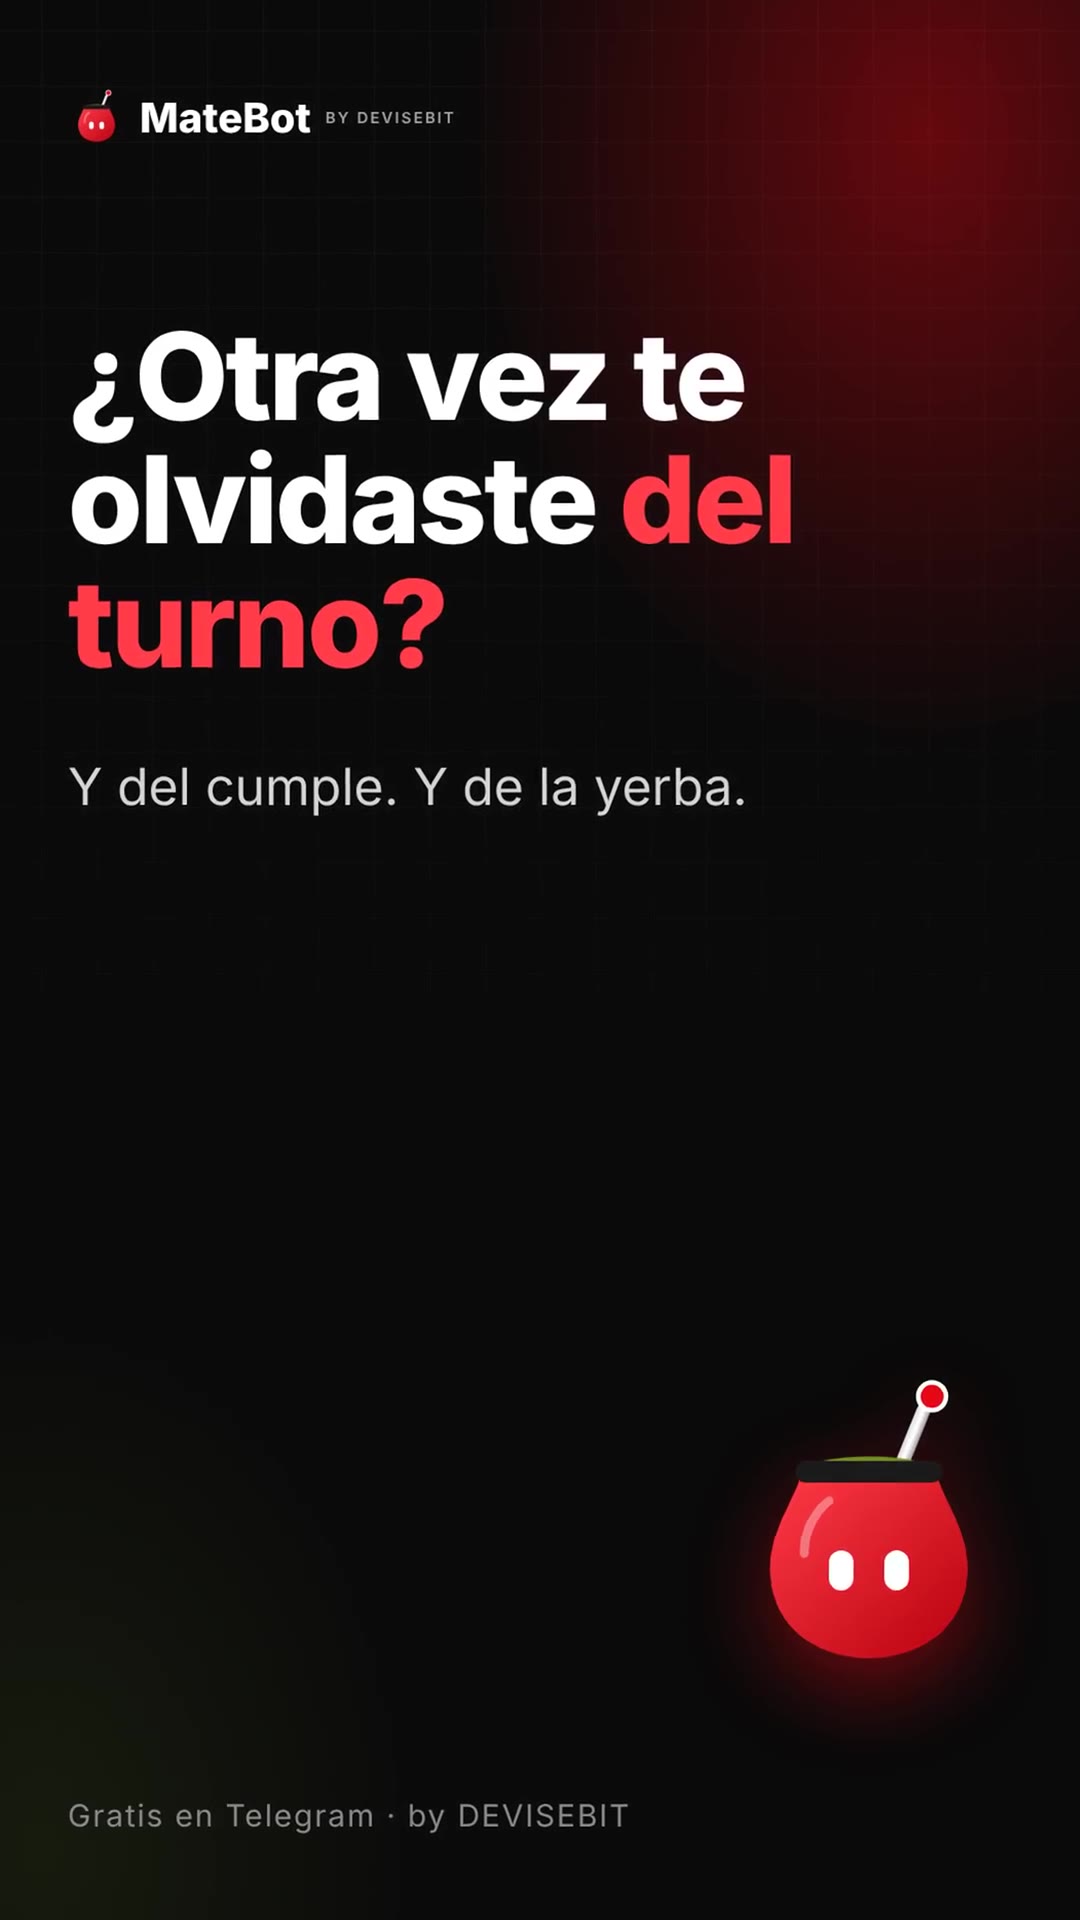 MateBot BY DEVISEBIT
¿Otra vez te
olvidaste del
turno?
Y del cumple. Y de la yerba.
Gratis en Telegram · by DEVISEBIT